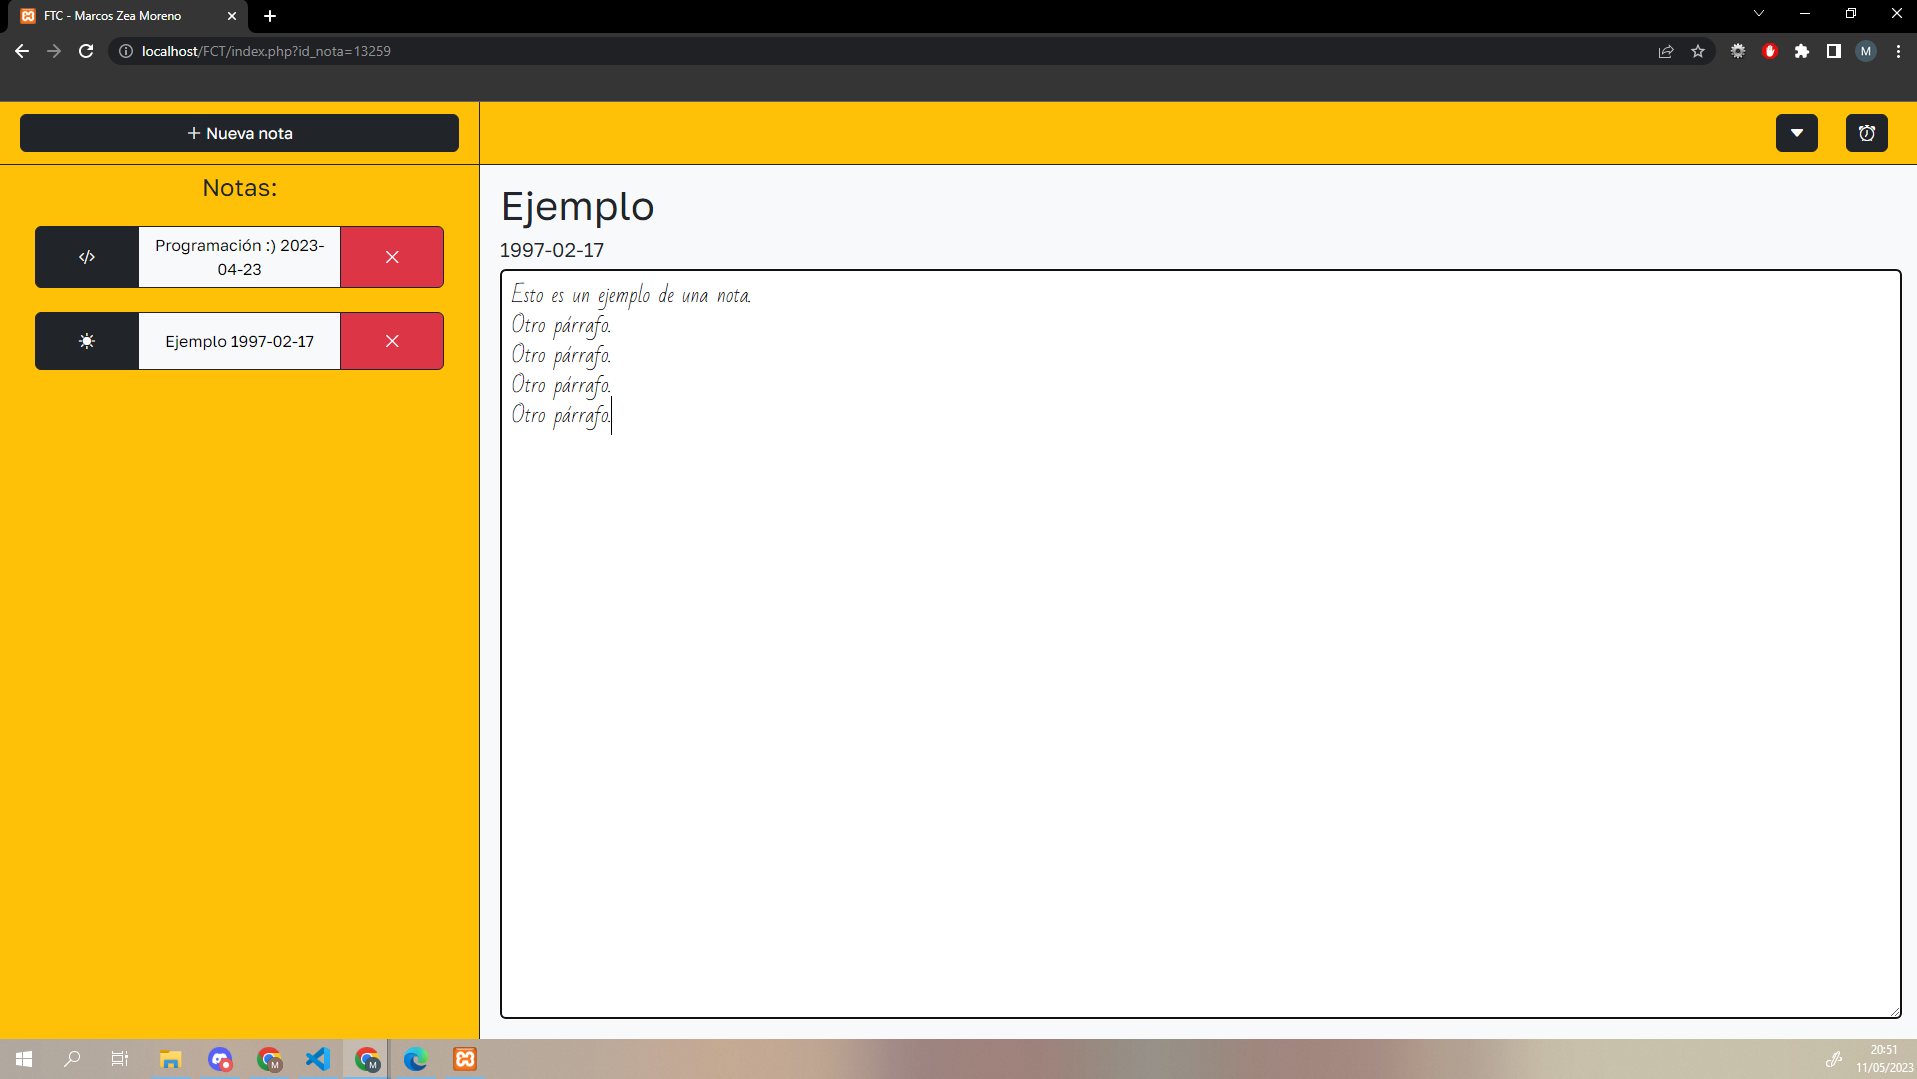 FTC - Marcos Zea Moreno
localhost/FCT/index.php?id_nota=13259
M
Nueva nota
Notas:
Programación :) 2023-
04-23
Ejemplo 1997-02-17
Ejemplo
1997-02-17
Esto es un ejemplo de una nota.
Otro párrafo.
Otro párrafo.
Otro párrafo.
Otro párrafo.
M
M
20:51
11/05/2023